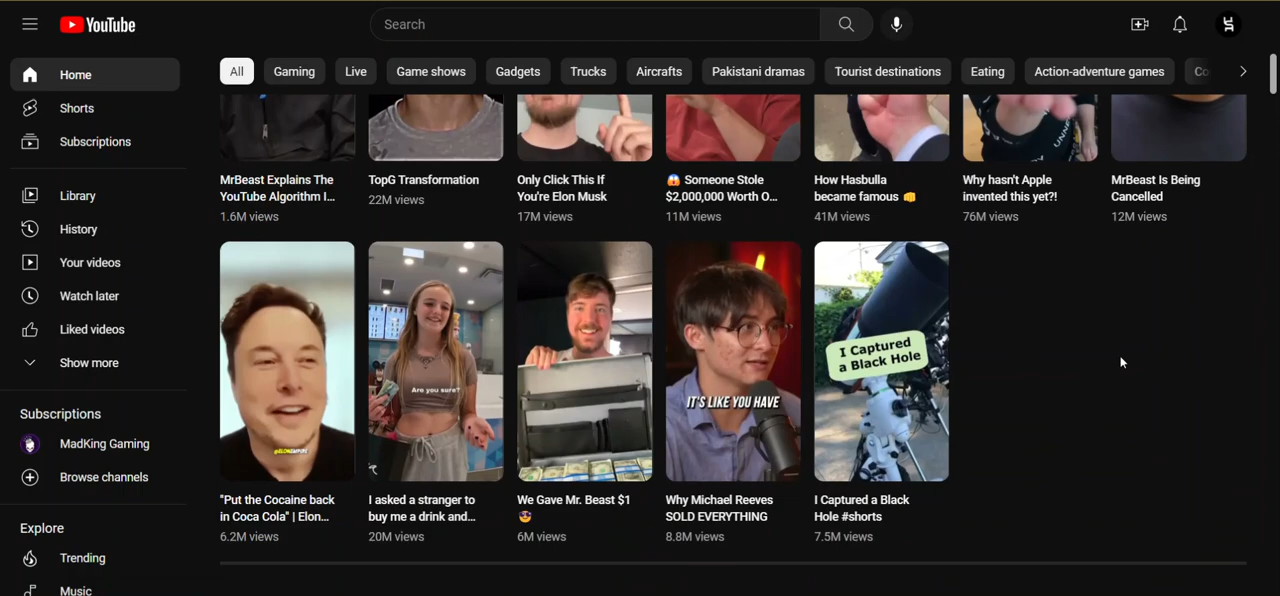 YouTube
Search
Home
Shorts
Subscriptions
Library
History
Your videos
Watch later
Liked videos
Show more
Subscriptions
MadKing Gaming
Browse channels
Explore
Trending
Music
All
Gaming
Live
Game shows
Gadgets
Trucks
Aircrafts
Pakistani dramas
Tourist destinations
Eating
Action-adventure games
Co
MrBeast Explains The
YouTube Algorithm I...
1.6M views
TopG Transformation
22M views
Only Click This If
You're Elon Musk
17M views
😱 Someone Stole
$2,000,000 Worth O...
11M views
How Hasbulla
became famous 👊
41M views
Why hasn't Apple
invented this yet?!
76M views
MrBeast Is Being
Cancelled
12M views
"Put the Cocaine back
in Coca Cola" | Elon...
6.2M views
Are you sure?
I asked a stranger to
buy me a drink and...
20M views
We Gave Mr. Beast $1
😎
6M views
IT'S LIKE YOU HAVE
Why Michael Reeves
SOLD EVERYTHING
8.8M views
I Captured
a Black Hole
I Captured a Black
Hole #shorts
7.5M views